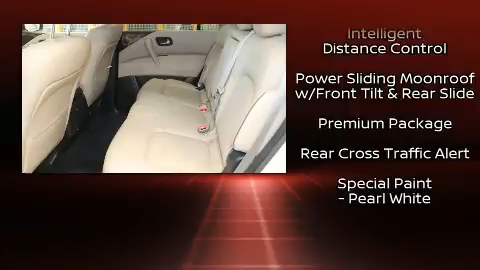 Intelligent
Distance Control
Power Sliding Moonroof
w/Front Tilt & Rear Slide
Premium Package
Rear Cross Traffic Alert
Special Paint
- Pearl White